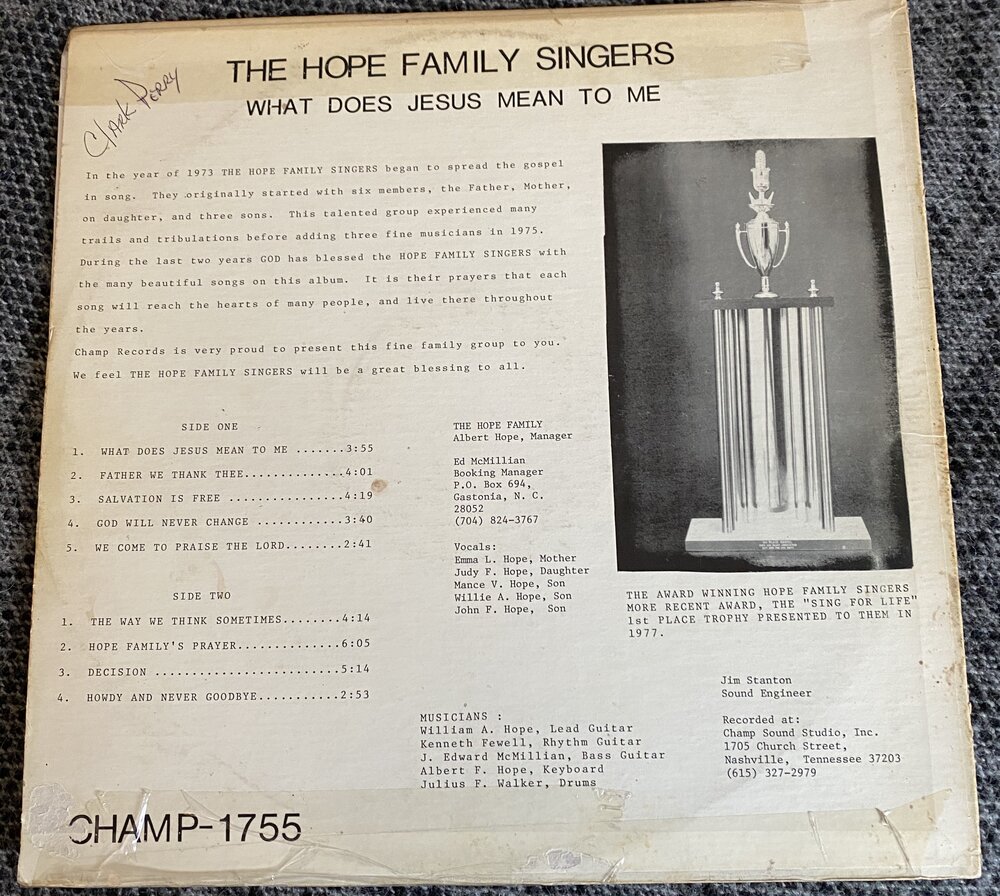 THE HOPE FAMILY SINGERS
WHAT DOES JESUS MEAN TO ME
Clark Perry
In the year of 1973 THE HOPE FAMILY SINGERS began to spread the gospel
in song. They originally started with six members, the Father, Mother,
on daughter, and three sons. This talented group experienced many
trails and tribulations before adding three fine musicians in 1975.
During the last two years GOD has blessed the HOPE FAMILY SINGERS with
the many beautiful songs on this album. It is their prayers that each
song will reach the hearts of many people, and live there throughout
the years.
Champ Records is very proud to present this fine family group to you.
We feel THE HOPE FAMILY SINGERS will be a great blessing to all.
SIDE ONE
1. WHAT DOES JESUS MEAN TO ME .......3:55
2. FATHER WE THANK THEE............4:01
3. SALVATION IS FREE ...............4:19
4. GOD WILL NEVER CHANGE ............3:40
5. WE COME TO PRAISE THE LORD........2:41
SIDE TWO
1. THE WAY WE THINK SOMETIMES........4:14
2. HOPE FAMILY'S PRAYER.............6:05
3. DECISION ........................5:14
4. HOWDY AND NEVER GOODBYE...........2:53
THE HOPE FAMILY
Albert Hope, Manager
Ed McMillian
Booking Manager
P.O. Box 694,
Gastonia, N. C.
28052
(704) 824-3767
Vocals:
Emma L. Hope, Mother
Judy F. Hope, Daughter
Mance V. Hope, Son
Willie A. Hope, Son
John F. Hope, Son
THE AWARD WINNING HOPE FAMILY SINGERS
MORE RECENT AWARD, THE "SING FOR LIFE"
1st PLACE TROPHY PRESENTED TO THEM IN
1977.
Jim Stanton
Sound Engineer
MUSICIANS :
William A. Hope, Lead Guitar
Kenneth Fewell, Rhythm Guitar
J. Edward McMillian, Bass Guitar
Albert F. Hope, Keyboard
Julius F. Walker, Drums
Recorded at:
Champ Sound Studio, Inc.
1705 Church Street,
Nashville, Tennessee 37203
(615) 327-2979
CHAMP-1755